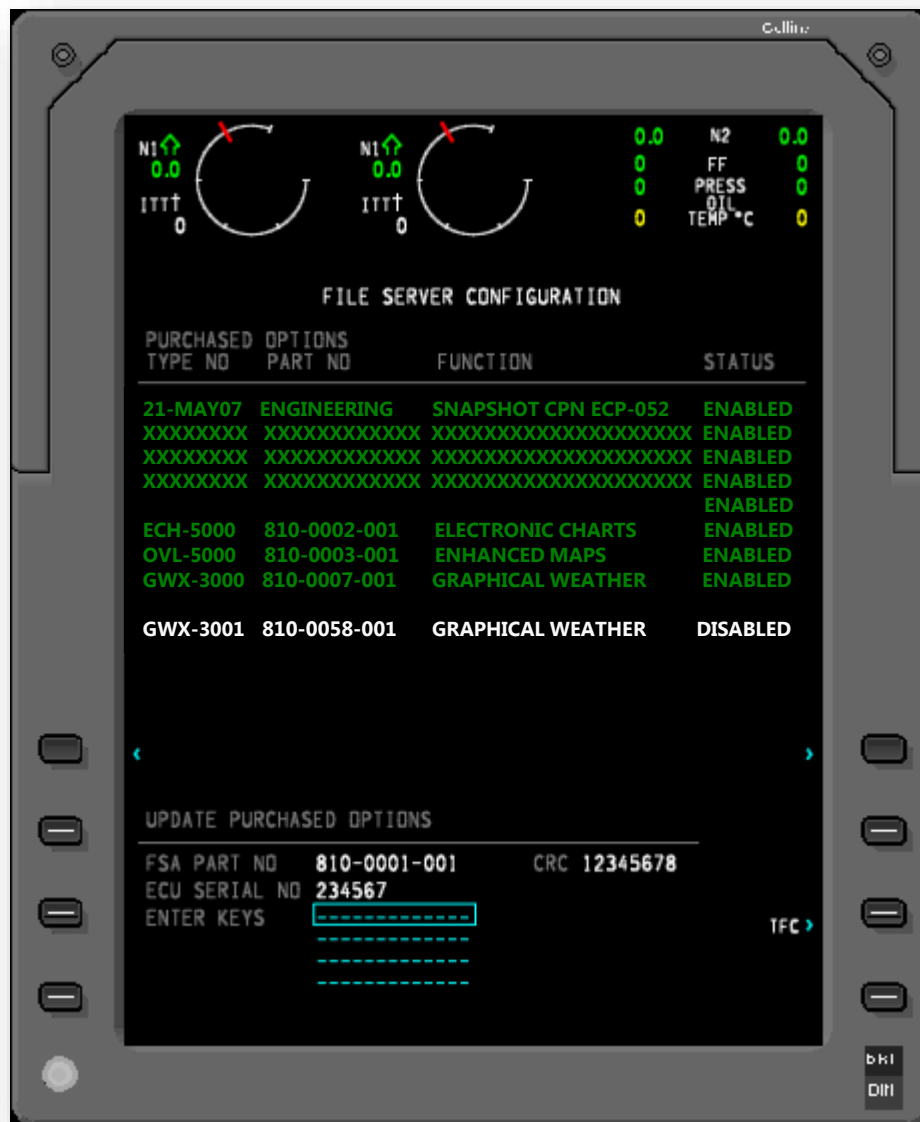 Collins
0.0 N2 0.0
N1 N1
0.0 0.0 0 FF 0
0 PRESS 0
ITT ITT OIL
0 0 0 TEMP °C 0
FILE SERVER CONFIGURATION
PURCHASED OPTIONS
TYPE NO PART NO FUNCTION STATUS
21-MAY07 ENGINEERING SNAPSHOT CPN ECP-052 ENABLED
XXXXXXXX XXXXXXXXXXXX XXXXXXXXXXXXXXXXXXXX ENABLED
XXXXXXXX XXXXXXXXXXXX XXXXXXXXXXXXXXXXXXXX ENABLED
XXXXXXXX XXXXXXXXXXXX XXXXXXXXXXXXXXXXXXXX ENABLED
ENABLED
ECH-5000 810-0002-001 ELECTRONIC CHARTS ENABLED
OVL-5000 810-0003-001 ENHANCED MAPS ENABLED
GWX-3000 810-0007-001 GRAPHICAL WEATHER ENABLED
GWX-3001 810-0058-001 GRAPHICAL WEATHER DISABLED
UPDATE PURCHASED OPTIONS
FSA PART NO 810-0001-001 CRC 12345678
ECU SERIAL NO 234567
ENTER KEYS -------------
TFC >
-------------
-------------
-------------
BRT
DIM